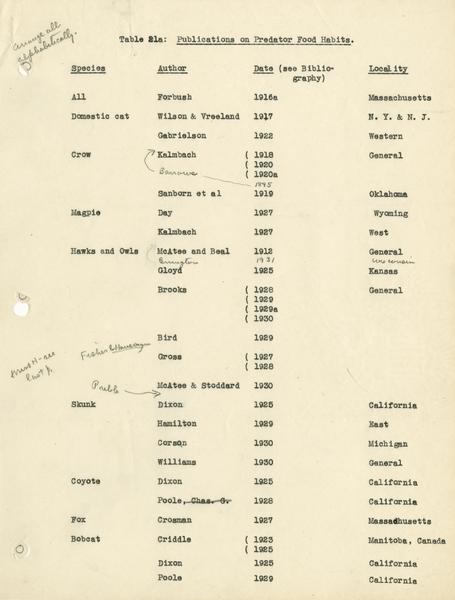 Arrange all
alphabetically.
Table 21a: Publications on Predator Food Habits.
Species Author Date (see Biblio- Locality
graphy)
All Forbush 1916a Massachusetts
Domestic cat Wilson & Vreeland 1917 N. Y. & N. J.
Gabrielson 1922 Western
Crow Kalmbach ( 1918 General
( 1920
Barrows ( 1920a
1895
Sanborn et al 1919 Oklahoma
Magpie Day 1927 Wyoming
Kalmbach 1927 West
Hawks and Owls McAtee and Beal 1912 General
Errington 1931 Wisconsin
Gloyd 1925 Kansas
Brooks ( 1928 General
( 1929
( 1929a
( 1930
Bird 1929
Fisher &
Gross ( 1927
( 1928
Preble
McAtee & Stoddard 1930
Skunk Dixon 1925 California
Hamilton 1929 East
Corson 1930 Michigan
Williams 1930 General
Coyote Dixon 1925 California
Poole, Chas. G. 1928 California
Fox Crosman 1927 Massachusetts
Bobcat Criddle ( 1923 Manitoba, Canada
( 1925
Dixon 1925 California
Poole 1929 California